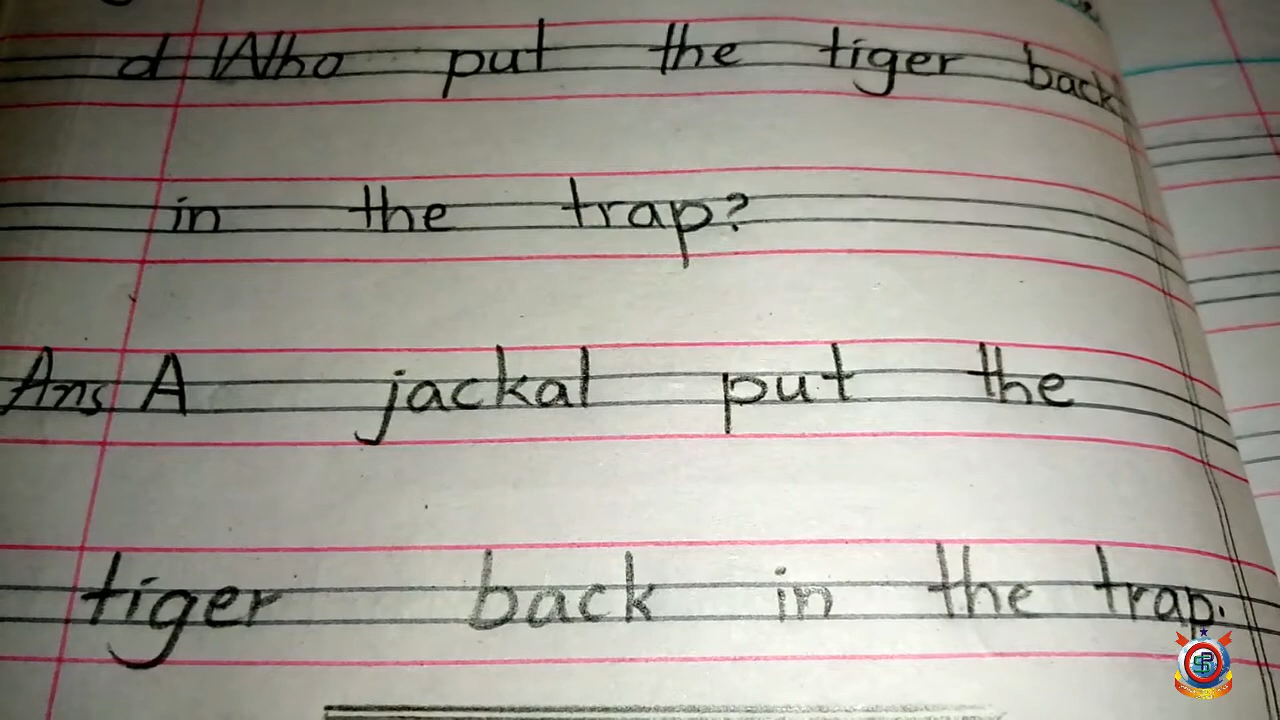 d Who put the tiger back
in the trap?
Ans A jackal put the
tiger back in the trap.